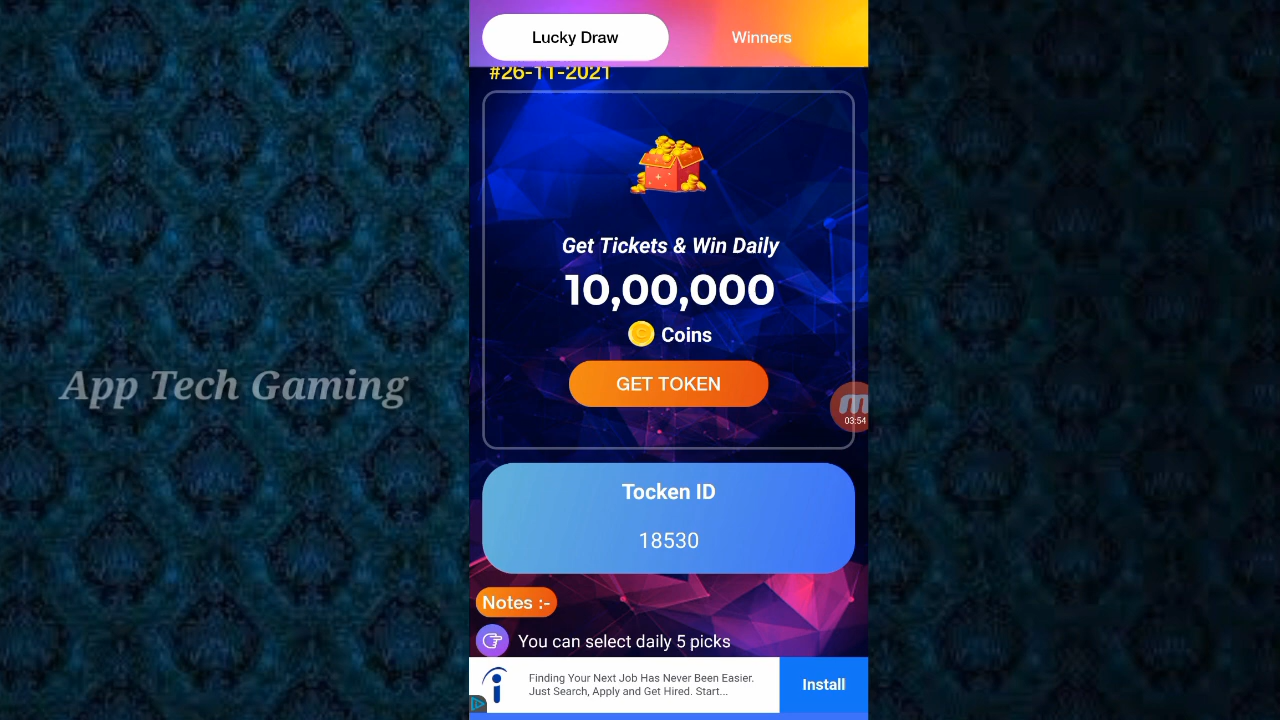 Lucky Draw
Winners
#26-11-2021
Get Tickets & Win Daily
10,00,000
Coins
GET TOKEN
03:54
App Tech Gaming
Tocken ID
18530
Notes :-
You can select daily 5 picks
Finding Your Next Job Has Never Been Easier.
Just Search, Apply and Get Hired. Start...
Install